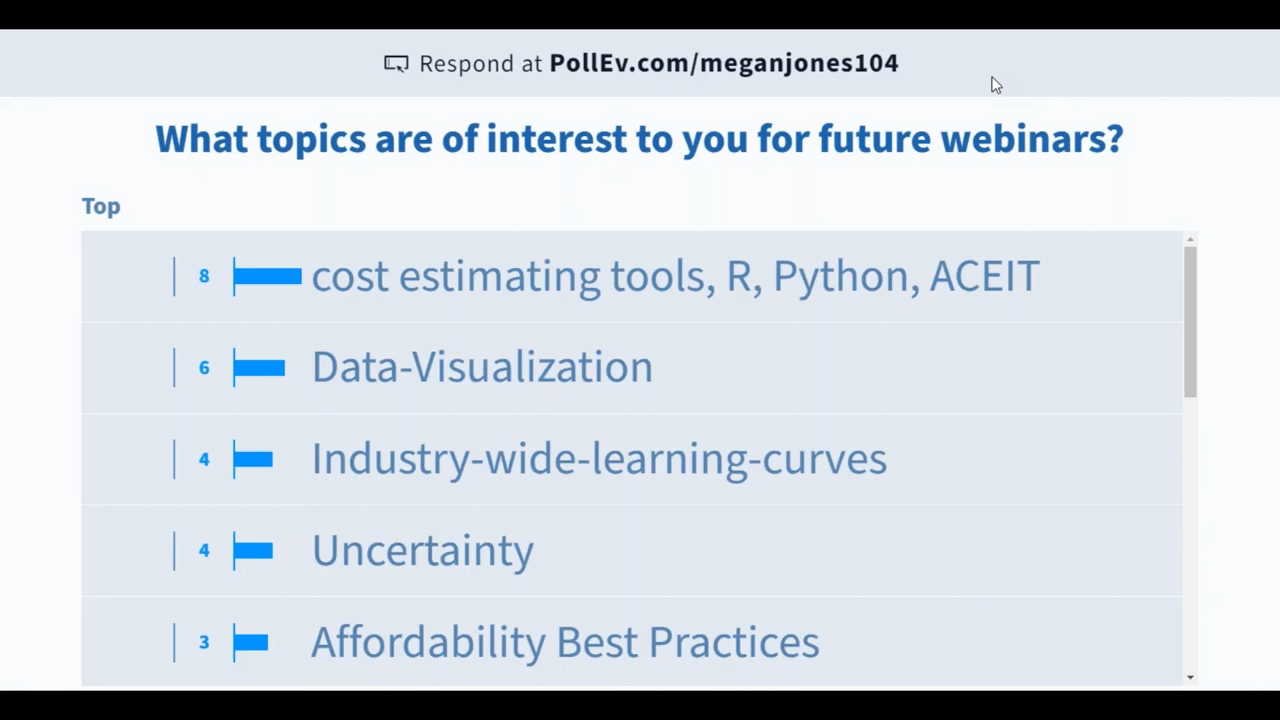 Respond at PollEv.com/meganjones104
What topics are of interest to you for future webinars?
Top
8 cost estimating tools, R, Python, ACEIT
6 Data-Visualization
4 Industry-wide-learning-curves
4 Uncertainty
3 Affordability Best Practices